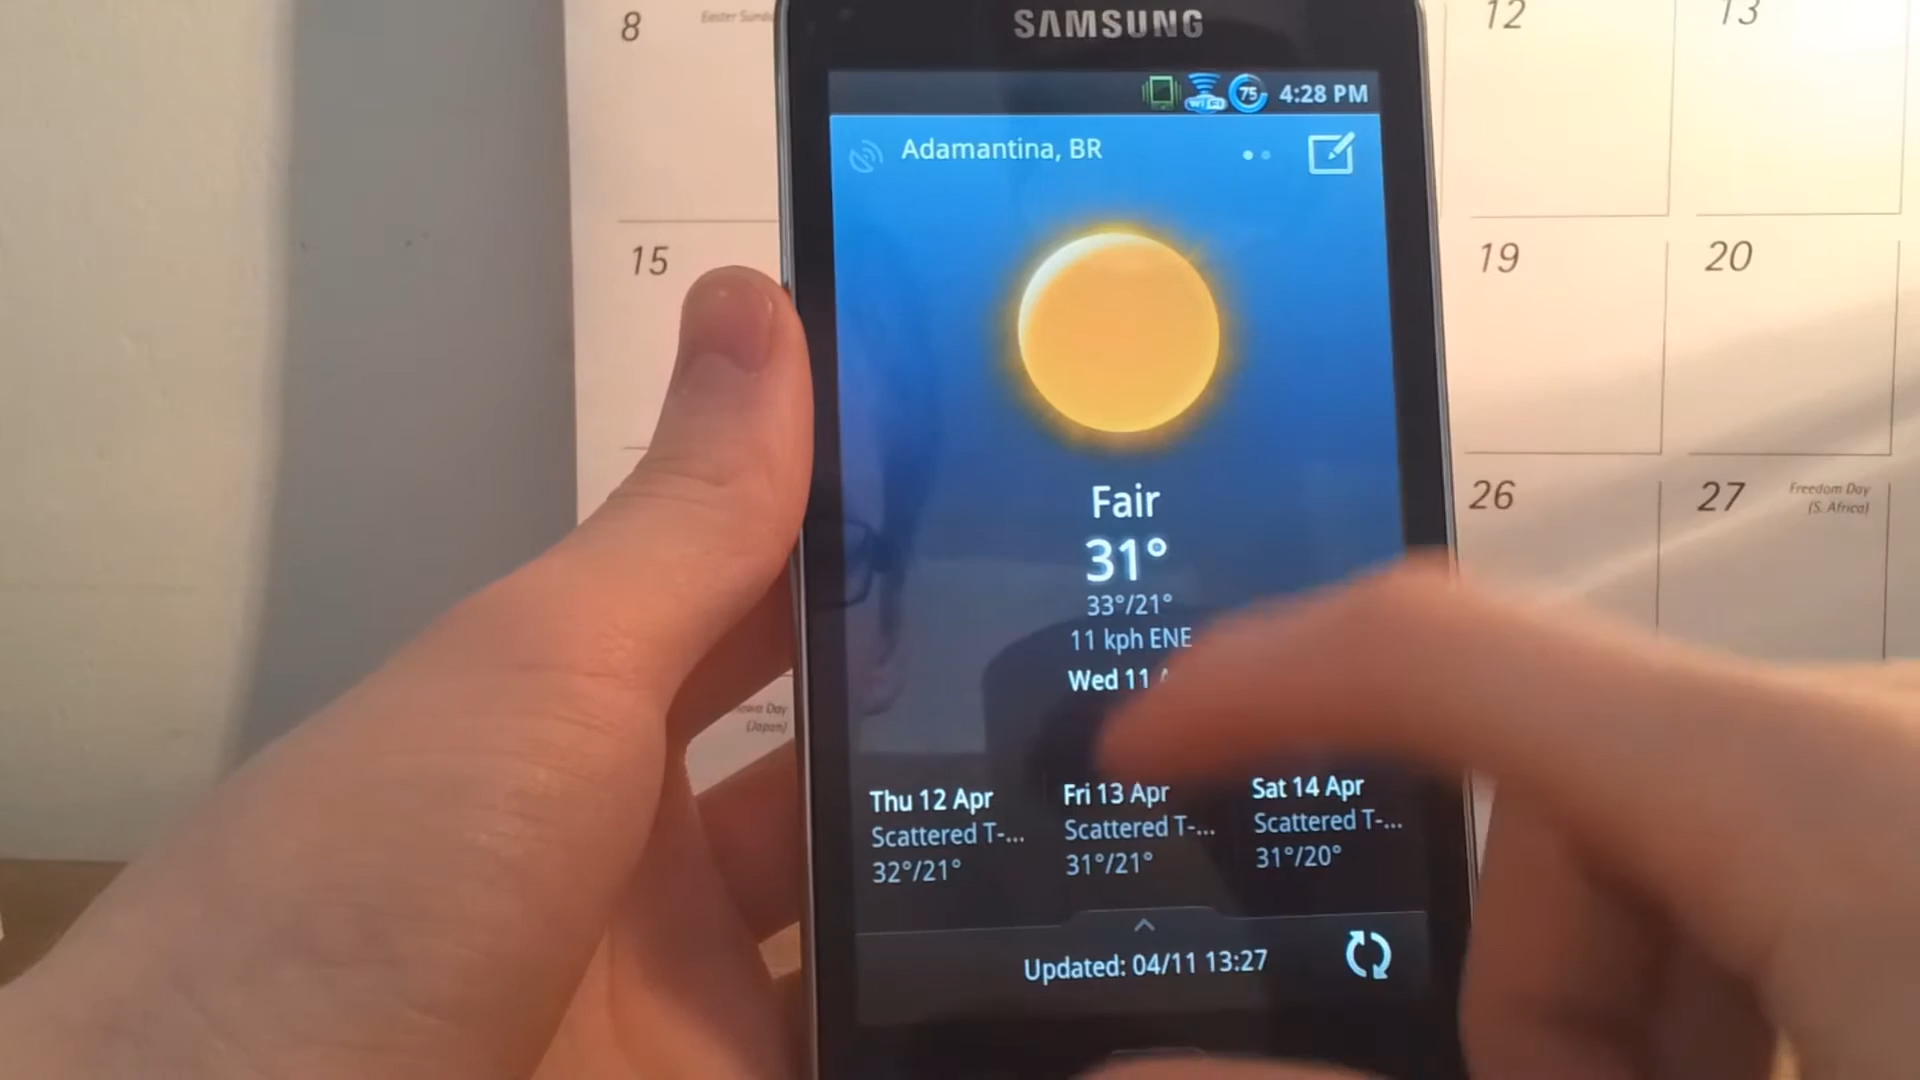 8
12
13
SAMSUNG
75 4:28 PM
Adamantina, BR
15
19
20
Fair
31°
33°/21°
11 kph ENE
Wed 11
26
27
Freedom Day
(S. Africa)
Day
(Japan)
Thu 12 Apr
Scattered T-...
32°/21°
Fri 13 Apr
Scattered T-...
31°/21°
Sat 14 Apr
Scattered T-...
31°/20°
Updated: 04/11 13:27